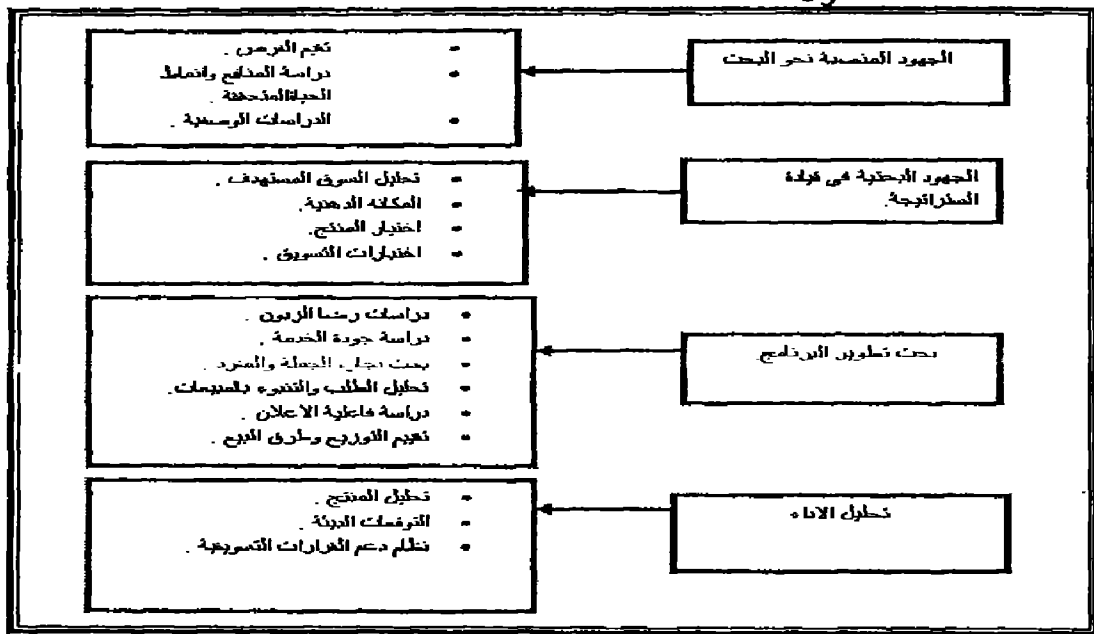 الجهود المنصبة نحو البحث
تقيم الفرص .
دراسة المنافع وانماط
الحياة المتحققة .
الدراسات الوصفية .
الجهود البحثية في قيادة
الستراتيجة.
تحليل السوق المستهدف .
المكانه الذهنية.
اختبار المنتج.
اختبارات التسويق .
بحث تطوير البرنامج.
دراسات رضا الزبون .
دراسة جودة الخدمة .
بحث تجار الجملة والمفرد .
تحليل الطلب والتنبوء بالمبيعات.
دراسة فاعلية الاعلان .
تقيم التوزيع وطرق البيع .
تحليل الاداء
تحليل المنتج .
التوقعات البيئة .
نظام دعم القرارات التسويقية .